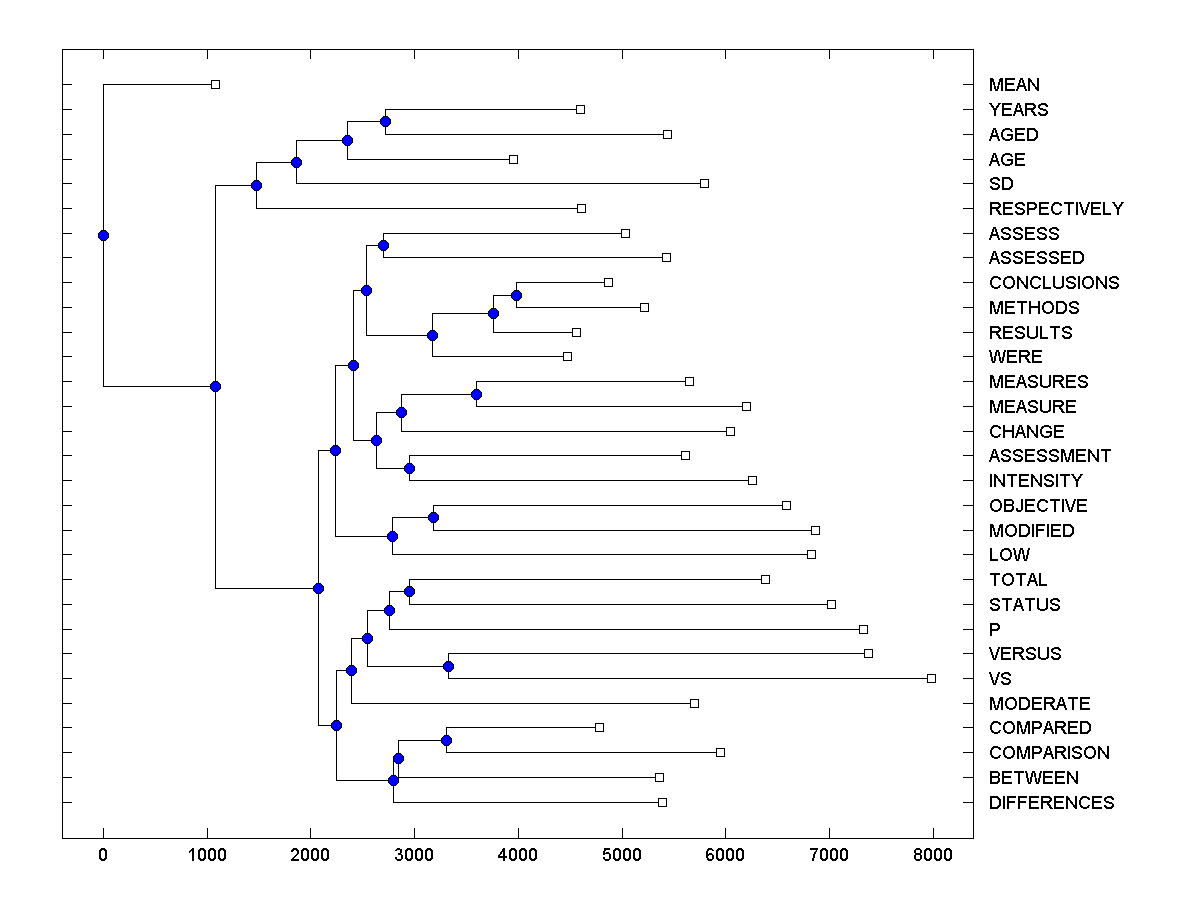 MEAN
YEARS
AGED
AGE
SD
RESPECTIVELY
ASSESS
ASSESSED
CONCLUSIONS
METHODS
RESULTS
WERE
MEASURES
MEASURE
CHANGE
ASSESSMENT
INTENSITY
OBJECTIVE
MODIFIED
LOW
TOTAL
STATUS
P
VERSUS
VS
MODERATE
COMPARED
COMPARISON
BETWEEN
DIFFERENCES
0 1000 2000 3000 4000 5000 6000 7000 8000